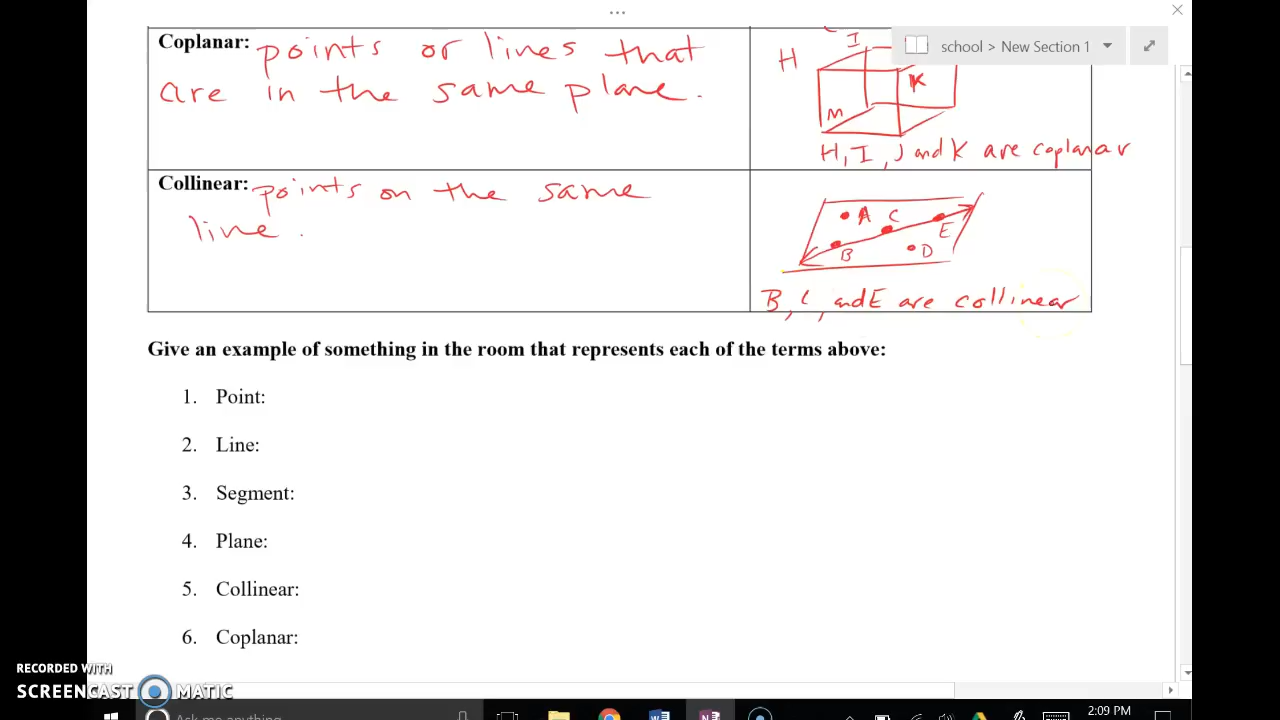 ...
school > New Section 1
Coplanar: points or lines that
are in the same plane.
I
H
K
M
H, I, J and K are coplanar
Collinear: points on the same
line.
A
C
E
B
D
B, C, and E are collinear
Give an example of something in the room that represents each of the terms above:
1. Point:
2. Line:
3. Segment:
4. Plane:
5. Collinear:
6. Coplanar:
RECORDED WITH
SCREENCAST MATIC
Ask me anything
2:09 PM